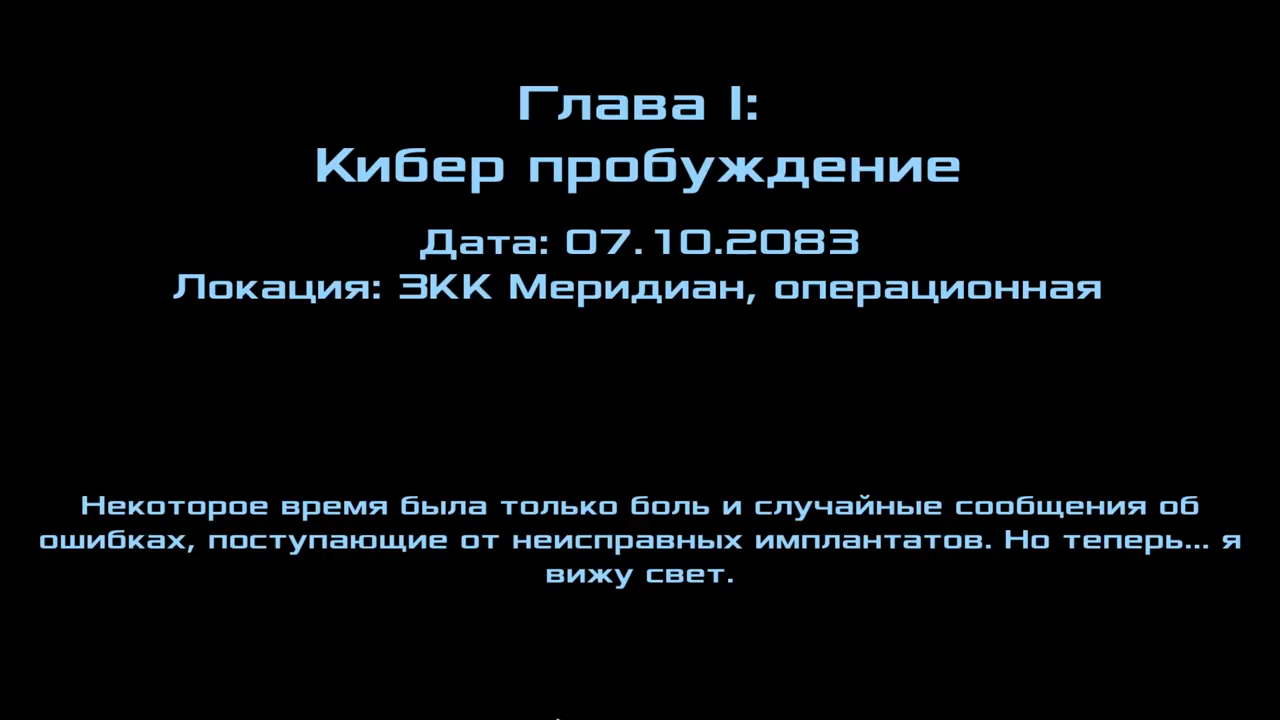 Глава I:
Кибер пробуждение
Дата: 07.10.2083
Локация: ЗКК Меридиан, операционная
Некоторое время была только боль и случайные сообщения об
ошибках, поступающие от неисправных имплантатов. Но теперь... я
вижу свет.